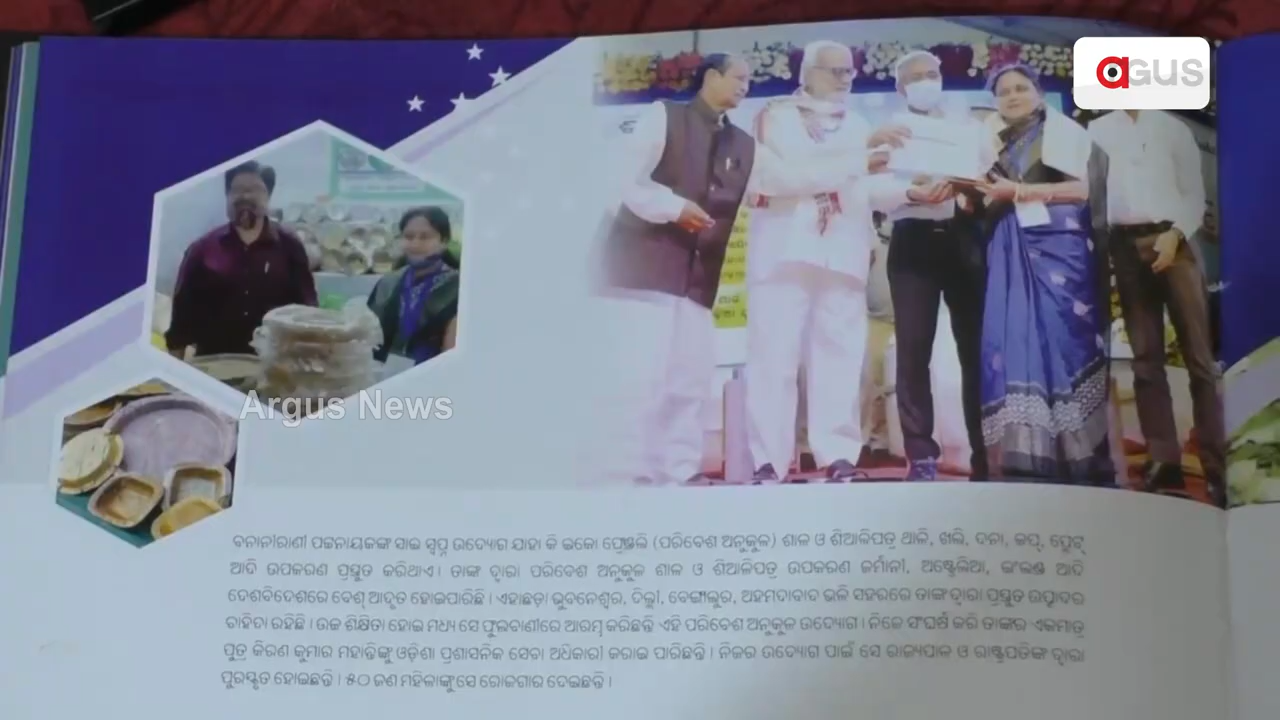 aGUS
Argus News
ବନାନୀରାଣୀ ପଟ୍ଟନାୟକଙ୍କ ସାଇ ସ୍ୱପ୍ନ ଉଦ୍ୟୋଗ ଯାହା କି ଇକୋ ଫ୍ରେଣ୍ଡଲି (ପରିବେଶ ଅନୁକୂଳ) ଶାଳ ଓ ଶିଆଳିପତ୍ର ଥାଳି, ଖଲି, ଦନା, କପ୍, ପ୍ଲେଟ୍
ଆଦି ଉପକରଣ ପ୍ରସ୍ତୁତ କରିଥାଏ। ତାଙ୍କ ଦ୍ୱାରା ପରିବେଶ ଅନୁକୂଳ ଶାଳ ଓ ଶିଆଳିପତ୍ର ଉପକରଣ ଜର୍ମାନୀ, ଅଷ୍ଟ୍ରେଲିଆ, ଇଂଲଣ୍ଡ ଆଦି
ଦେଶବିଦେଶରେ ବେଶ୍ ଆଦୃତ ହୋଇପାରିଛି। ଏହାଛଡ଼ା ଭୁବନେଶ୍ୱର, ଦିଲ୍ଲୀ, ବେଙ୍ଗାଲୁର, ଅହମଦାବାଦ ଭଳି ସହରରେ ତାଙ୍କ ଦ୍ୱାରା ପ୍ରସ୍ତୁତ ଉତ୍ପାଦର
ଚାହିଦା ରହିଛି। ଉଚ୍ଚ ଶିକ୍ଷିତା ହୋଇ ମଧ୍ୟ ସେ ଫୁଲବାଣୀରେ ଆରମ୍ଭ କରିଛନ୍ତି ଏହି ପରିବେଶ ଅନୁକୂଳ ଉଦ୍ୟୋଗ। ନିଜେ ସଂଘର୍ଷ କରି ତାଙ୍କର ଏକମାତ୍ର
ପୁତ୍ର କିରଣ କୁମାର ମହାନ୍ତିଙ୍କୁ ଓଡ଼ିଶା ପ୍ରଶାସନିକ ସେବା ଅଧିକାରୀ କରାଇ ପାରିଛନ୍ତି। ନିଜର ଉଦ୍ୟୋଗ ପାଇଁ ସେ ରାଜ୍ୟପାଳ ଓ ରାଷ୍ଟ୍ରପତିଙ୍କ ଦ୍ୱାରା
ପୁରସ୍କୃତ ହୋଇଛନ୍ତି। ୫୦ ଜଣ ମହିଳାଙ୍କୁ ସେ ରୋଜଗାର ଦେଇଛନ୍ତି।